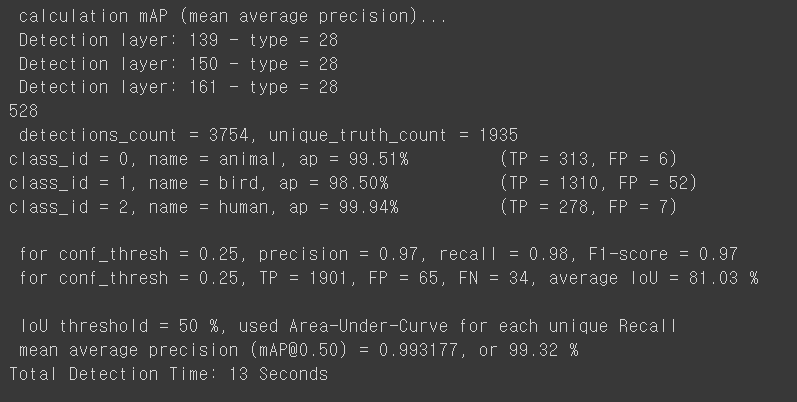 calculation mAP (mean average precision)...
Detection layer: 139 - type = 28
Detection layer: 150 - type = 28
Detection layer: 161 - type = 28
528
detections_count = 3754, unique_truth_count = 1935
class_id = 0, name = animal, ap = 99.51% (TP = 313, FP = 6)
class_id = 1, name = bird, ap = 98.50% (TP = 1310, FP = 52)
class_id = 2, name = human, ap = 99.94% (TP = 278, FP = 7)
for conf_thresh = 0.25, precision = 0.97, recall = 0.98, F1-score = 0.97
for conf_thresh = 0.25, TP = 1901, FP = 65, FN = 34, average IoU = 81.03 %
IoU threshold = 50 %, used Area-Under-Curve for each unique Recall
mean average precision (mAP@0.50) = 0.993177, or 99.32 %
Total Detection Time: 13 Seconds